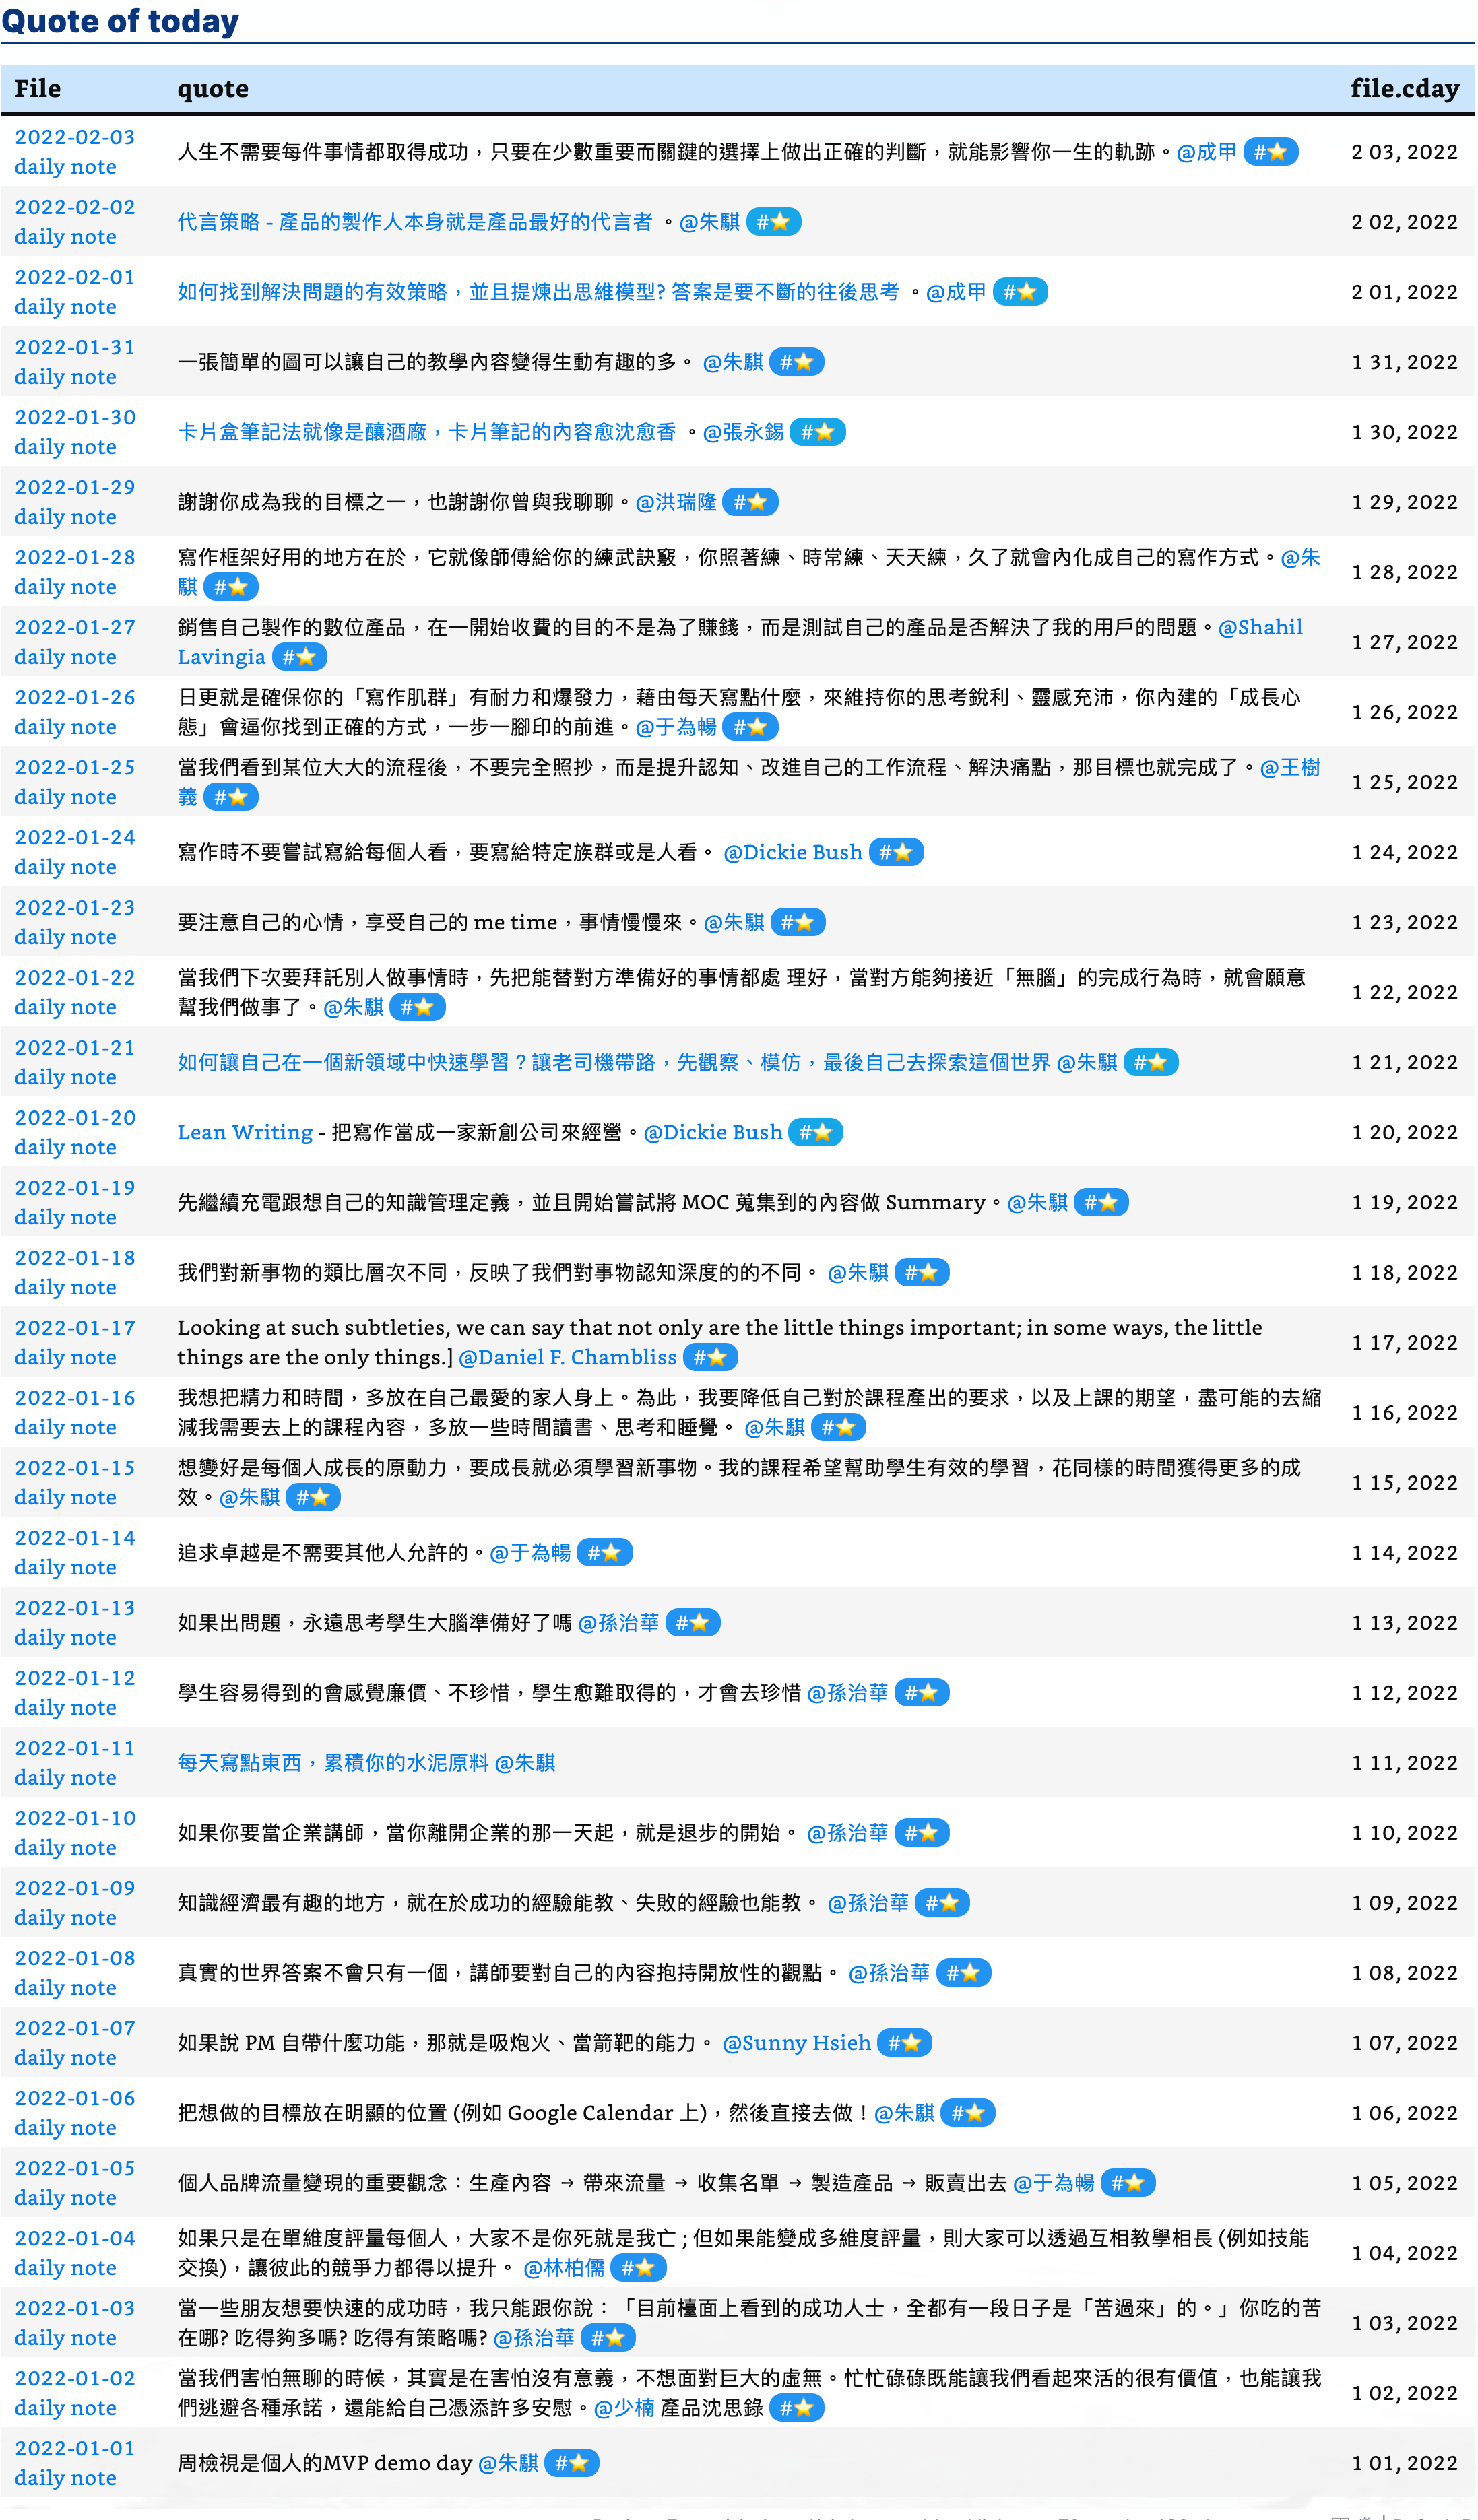 Quote of today
File quote file.cday
2022-02-03
daily note
人生不需要每件事情都取得成功，只要在少數重要而關鍵的選擇上做出正確的判斷，就能影響你一生的軌跡。@成甲 #⭐
2 03, 2022
2022-02-02
daily note
代言策略 - 產品的製作人本身就是產品最好的代言者 。@朱騏 #⭐
2 02, 2022
2022-02-01
daily note
如何找到解決問題的有效策略，並且提煉出思維模型? 答案是要不斷的往後思考 。@成甲 #⭐
2 01, 2022
2022-01-31
daily note
一張簡單的圖可以讓自己的教學內容變得生動有趣的多。 @朱騏 #⭐
1 31, 2022
2022-01-30
daily note
卡片盒筆記法就像是釀酒廠，卡片筆記的內容愈沈愈香 。@張永錫 #⭐
1 30, 2022
2022-01-29
daily note
謝謝你成為我的目標之一，也謝謝你曾與我聊聊。@洪瑞隆 #⭐
1 29, 2022
2022-01-28
daily note
寫作框架好用的地方在於，它就像師傅給你的練武訣竅，你照著練、時常練、天天練，久了就會內化成自己的寫作方式。@朱
騏 #⭐
1 28, 2022
2022-01-27
daily note
銷售自己製作的數位產品，在一開始收費的目的不是為了賺錢，而是測試自己的產品是否解決了我的用戶的問題。@Shahil
Lavingia #⭐
1 27, 2022
2022-01-26
daily note
日更就是確保你的「寫作肌群」有耐力和爆發力，藉由每天寫點什麼，來維持你的思考銳利、靈感充沛，你內建的「成長心
態」會逼你找到正確的方式，一步一腳印的前進。@于為暢 #⭐
1 26, 2022
2022-01-25
daily note
當我們看到某位大大的流程後，不要完全照抄，而是提升認知、改進自己的工作流程、解決痛點，那目標也就完成了。@王樹
義 #⭐
1 25, 2022
2022-01-24
daily note
寫作時不要嘗試寫給每個人看，要寫給特定族群或是人看。 @Dickie Bush #⭐
1 24, 2022
2022-01-23
daily note
要注意自己的心情，享受自己的 me time，事情慢慢來。@朱騏 #⭐
1 23, 2022
2022-01-22
daily note
當我們下次要拜託別人做事情時，先把能替對方準備好的事情都處 理好，當對方能夠接近「無腦」的完成行為時，就會願意
幫我們做事了。@朱騏 #⭐
1 22, 2022
2022-01-21
daily note
如何讓自己在一個新領域中快速學習？讓老司機帶路，先觀察、模仿，最後自己去探索這個世界 @朱騏 #⭐
1 21, 2022
2022-01-20
daily note
Lean Writing - 把寫作當成一家新創公司來經營。@Dickie Bush #⭐
1 20, 2022
2022-01-19
daily note
先繼續充電跟想自己的知識管理定義，並且開始嘗試將 MOC 蒐集到的內容做 Summary。@朱騏 #⭐
1 19, 2022
2022-01-18
daily note
我們對新事物的類比層次不同，反映了我們對事物認知深度的的不同。 @朱騏 #⭐
1 18, 2022
2022-01-17
daily note
Looking at such subtleties, we can say that not only are the little things important; in some ways, the little
things are the only things.] @Daniel F. Chambliss #⭐
1 17, 2022
2022-01-16
daily note
我想把精力和時間，多放在自己最愛的家人身上。為此，我要降低自己對於課程產出的要求，以及上課的期望，盡可能的去縮
減我需要去上的課程內容，多放一些時間讀書、思考和睡覺。 @朱騏 #⭐
1 16, 2022
2022-01-15
daily note
想變好是每個人成長的原動力，要成長就必須學習新事物。我的課程希望幫助學生有效的學習，花同樣的時間獲得更多的成
效。@朱騏 #⭐
1 15, 2022
2022-01-14
daily note
追求卓越是不需要其他人允許的。@于為暢 #⭐
1 14, 2022
2022-01-13
daily note
如果出問題，永遠思考學生大腦準備好了嗎 @孫治華 #⭐
1 13, 2022
2022-01-12
daily note
學生容易得到的會感覺廉價、不珍惜，學生愈難取得的，才會去珍惜 @孫治華 #⭐
1 12, 2022
2022-01-11
daily note
每天寫點東西，累積你的水泥原料 @朱騏
1 11, 2022
2022-01-10
daily note
如果你要當企業講師，當你離開企業的那一天起，就是退步的開始。 @孫治華 #⭐
1 10, 2022
2022-01-09
daily note
知識經濟最有趣的地方，就在於成功的經驗能教、失敗的經驗也能教。 @孫治華 #⭐
1 09, 2022
2022-01-08
daily note
真實的世界答案不會只有一個，講師要對自己的內容抱持開放性的觀點。 @孫治華 #⭐
1 08, 2022
2022-01-07
daily note
如果說 PM 自帶什麼功能，那就是吸炮火、當箭靶的能力。 @Sunny Hsieh #⭐
1 07, 2022
2022-01-06
daily note
把想做的目標放在明顯的位置 (例如 Google Calendar 上)，然後直接去做！@朱騏 #⭐
1 06, 2022
2022-01-05
daily note
個人品牌流量變現的重要觀念：生產內容 → 帶來流量 → 收集名單 → 製造產品 → 販賣出去 @于為暢 #⭐
1 05, 2022
2022-01-04
daily note
如果只是在單維度評量每個人，大家不是你死就是我亡 ; 但如果能變成多維度評量，則大家可以透過互相教學相長 (例如技能
交換)，讓彼此的競爭力都得以提升。 @林柏儒 #⭐
1 04, 2022
2022-01-03
daily note
當一些朋友想要快速的成功時，我只能跟你說：「目前檯面上看到的成功人士，全都有一段日子是「苦過來」的。」你吃的苦
在哪? 吃得夠多嗎? 吃得有策略嗎? @孫治華 #⭐
1 03, 2022
2022-01-02
daily note
當我們害怕無聊的時候，其實是在害怕沒有意義，不想面對巨大的虛無。忙忙碌碌既能讓我們看起來活的很有價值，也能讓我
們逃避各種承諾，還能給自己憑添許多安慰。@少楠 產品沈思錄 #⭐
1 02, 2022
2022-01-01
daily note
周檢視是個人的MVP demo day @朱騏 #⭐
1 01, 2022